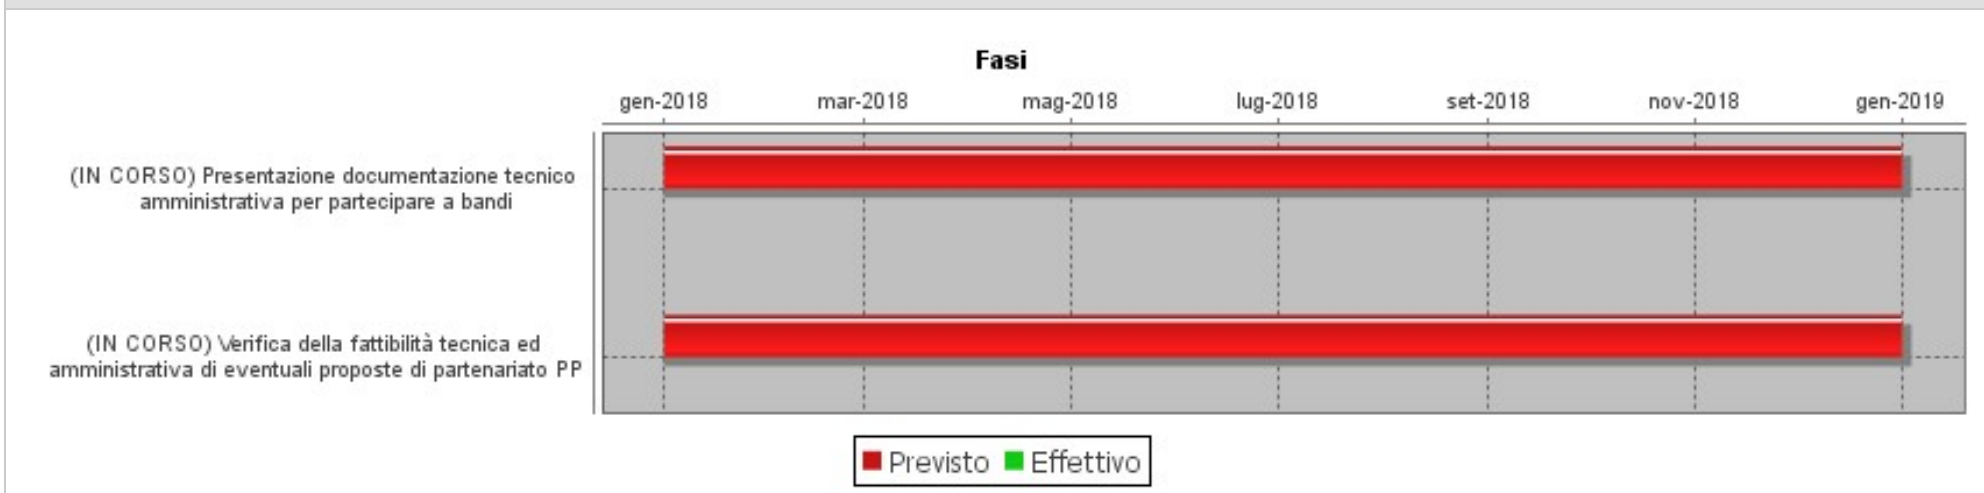 Fasi
gen-2018 mar-2018 mag-2018 lug-2018 set-2018 nov-2018 gen-2019
(IN CORSO) Presentazione documentazione tecnico
amministrativa per partecipare a bandi
(IN CORSO) Verifica della fattibilità tecnica ed
amministrativa di eventuali proposte di partenariato PP
Previsto Effettivo